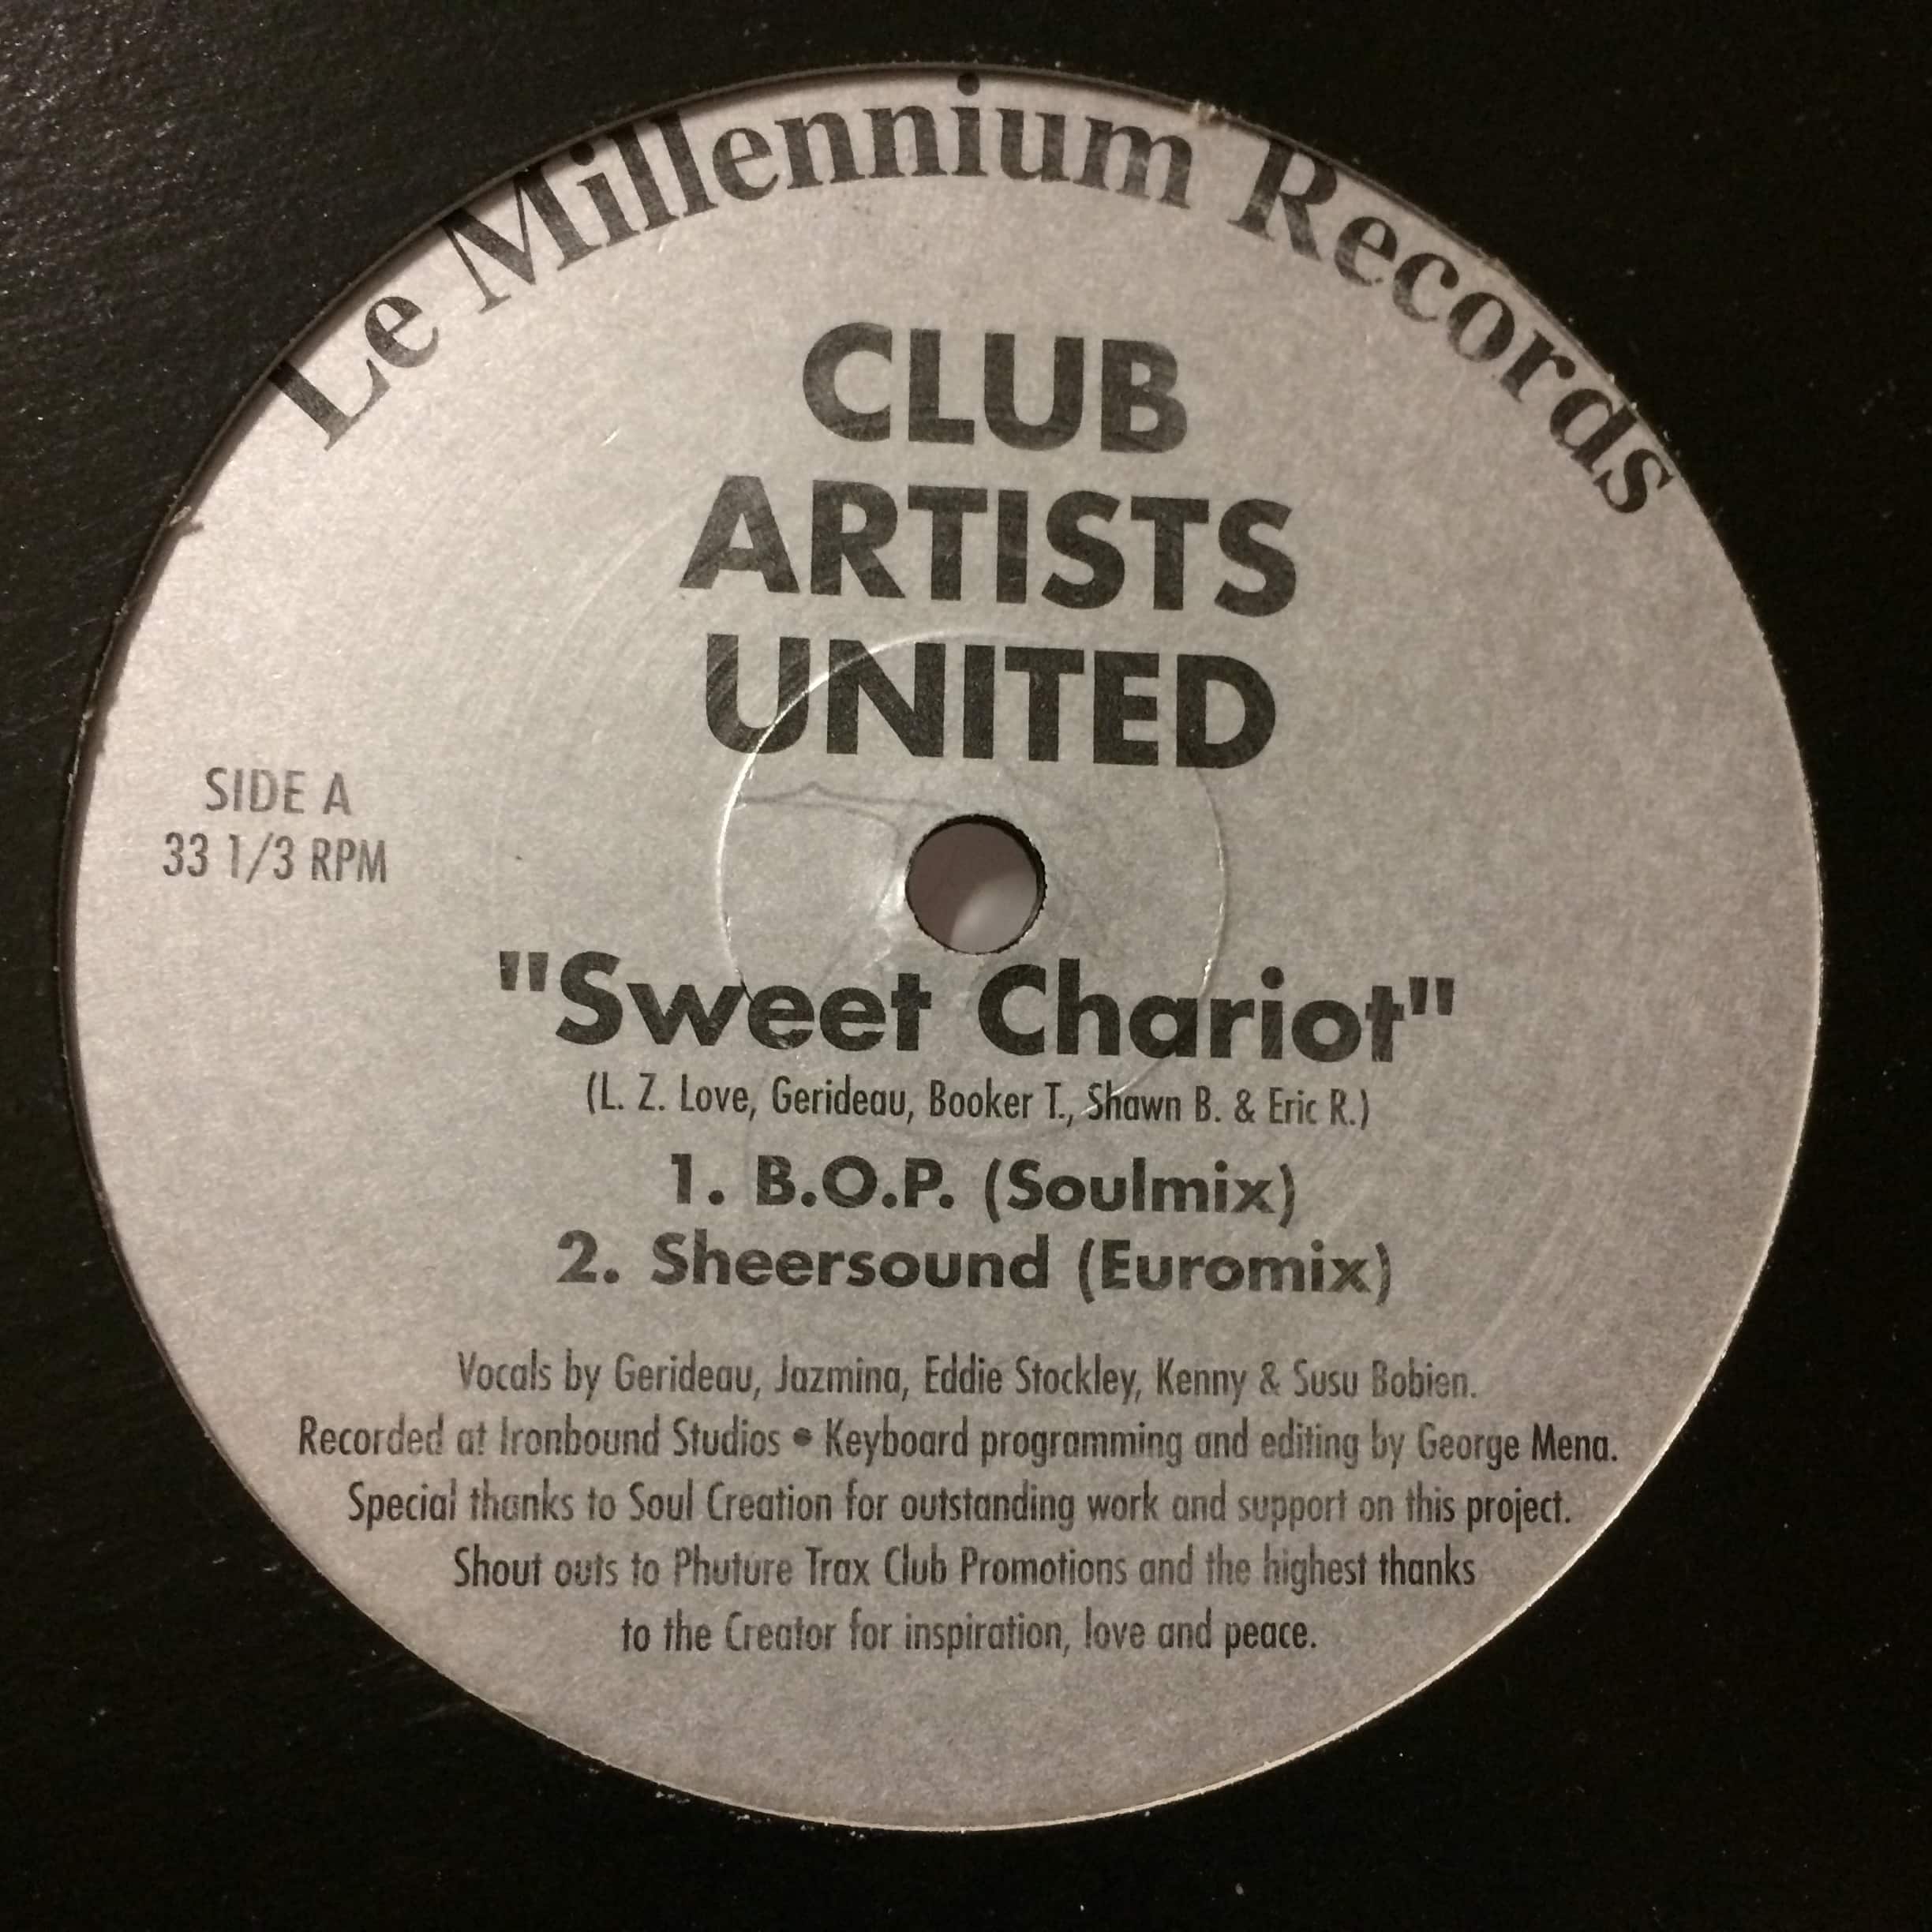 Le Millennium Records
CLUB
ARTISTS
UNITED
SIDE A
33 1/3 RPM
"Sweet Chariot"
(L. Z. Love, Gerideau, Booker T., Shawn B. & Eric R.)
1. B.O.P. (Soulmix)
2. Sheersound (Euromix)
Vocals by Gerideau, Jazmina, Eddie Stockley, Kenny & Susu Bobien.
Recorded at Ironbound Studios • Keyboard programming and editing by George Mena.
Special thanks to Soul Creation for outstanding work and support on this project.
Shout outs to Phuture Trax Club Promotions and the highest thanks
to the Creator for inspiration, love and peace.